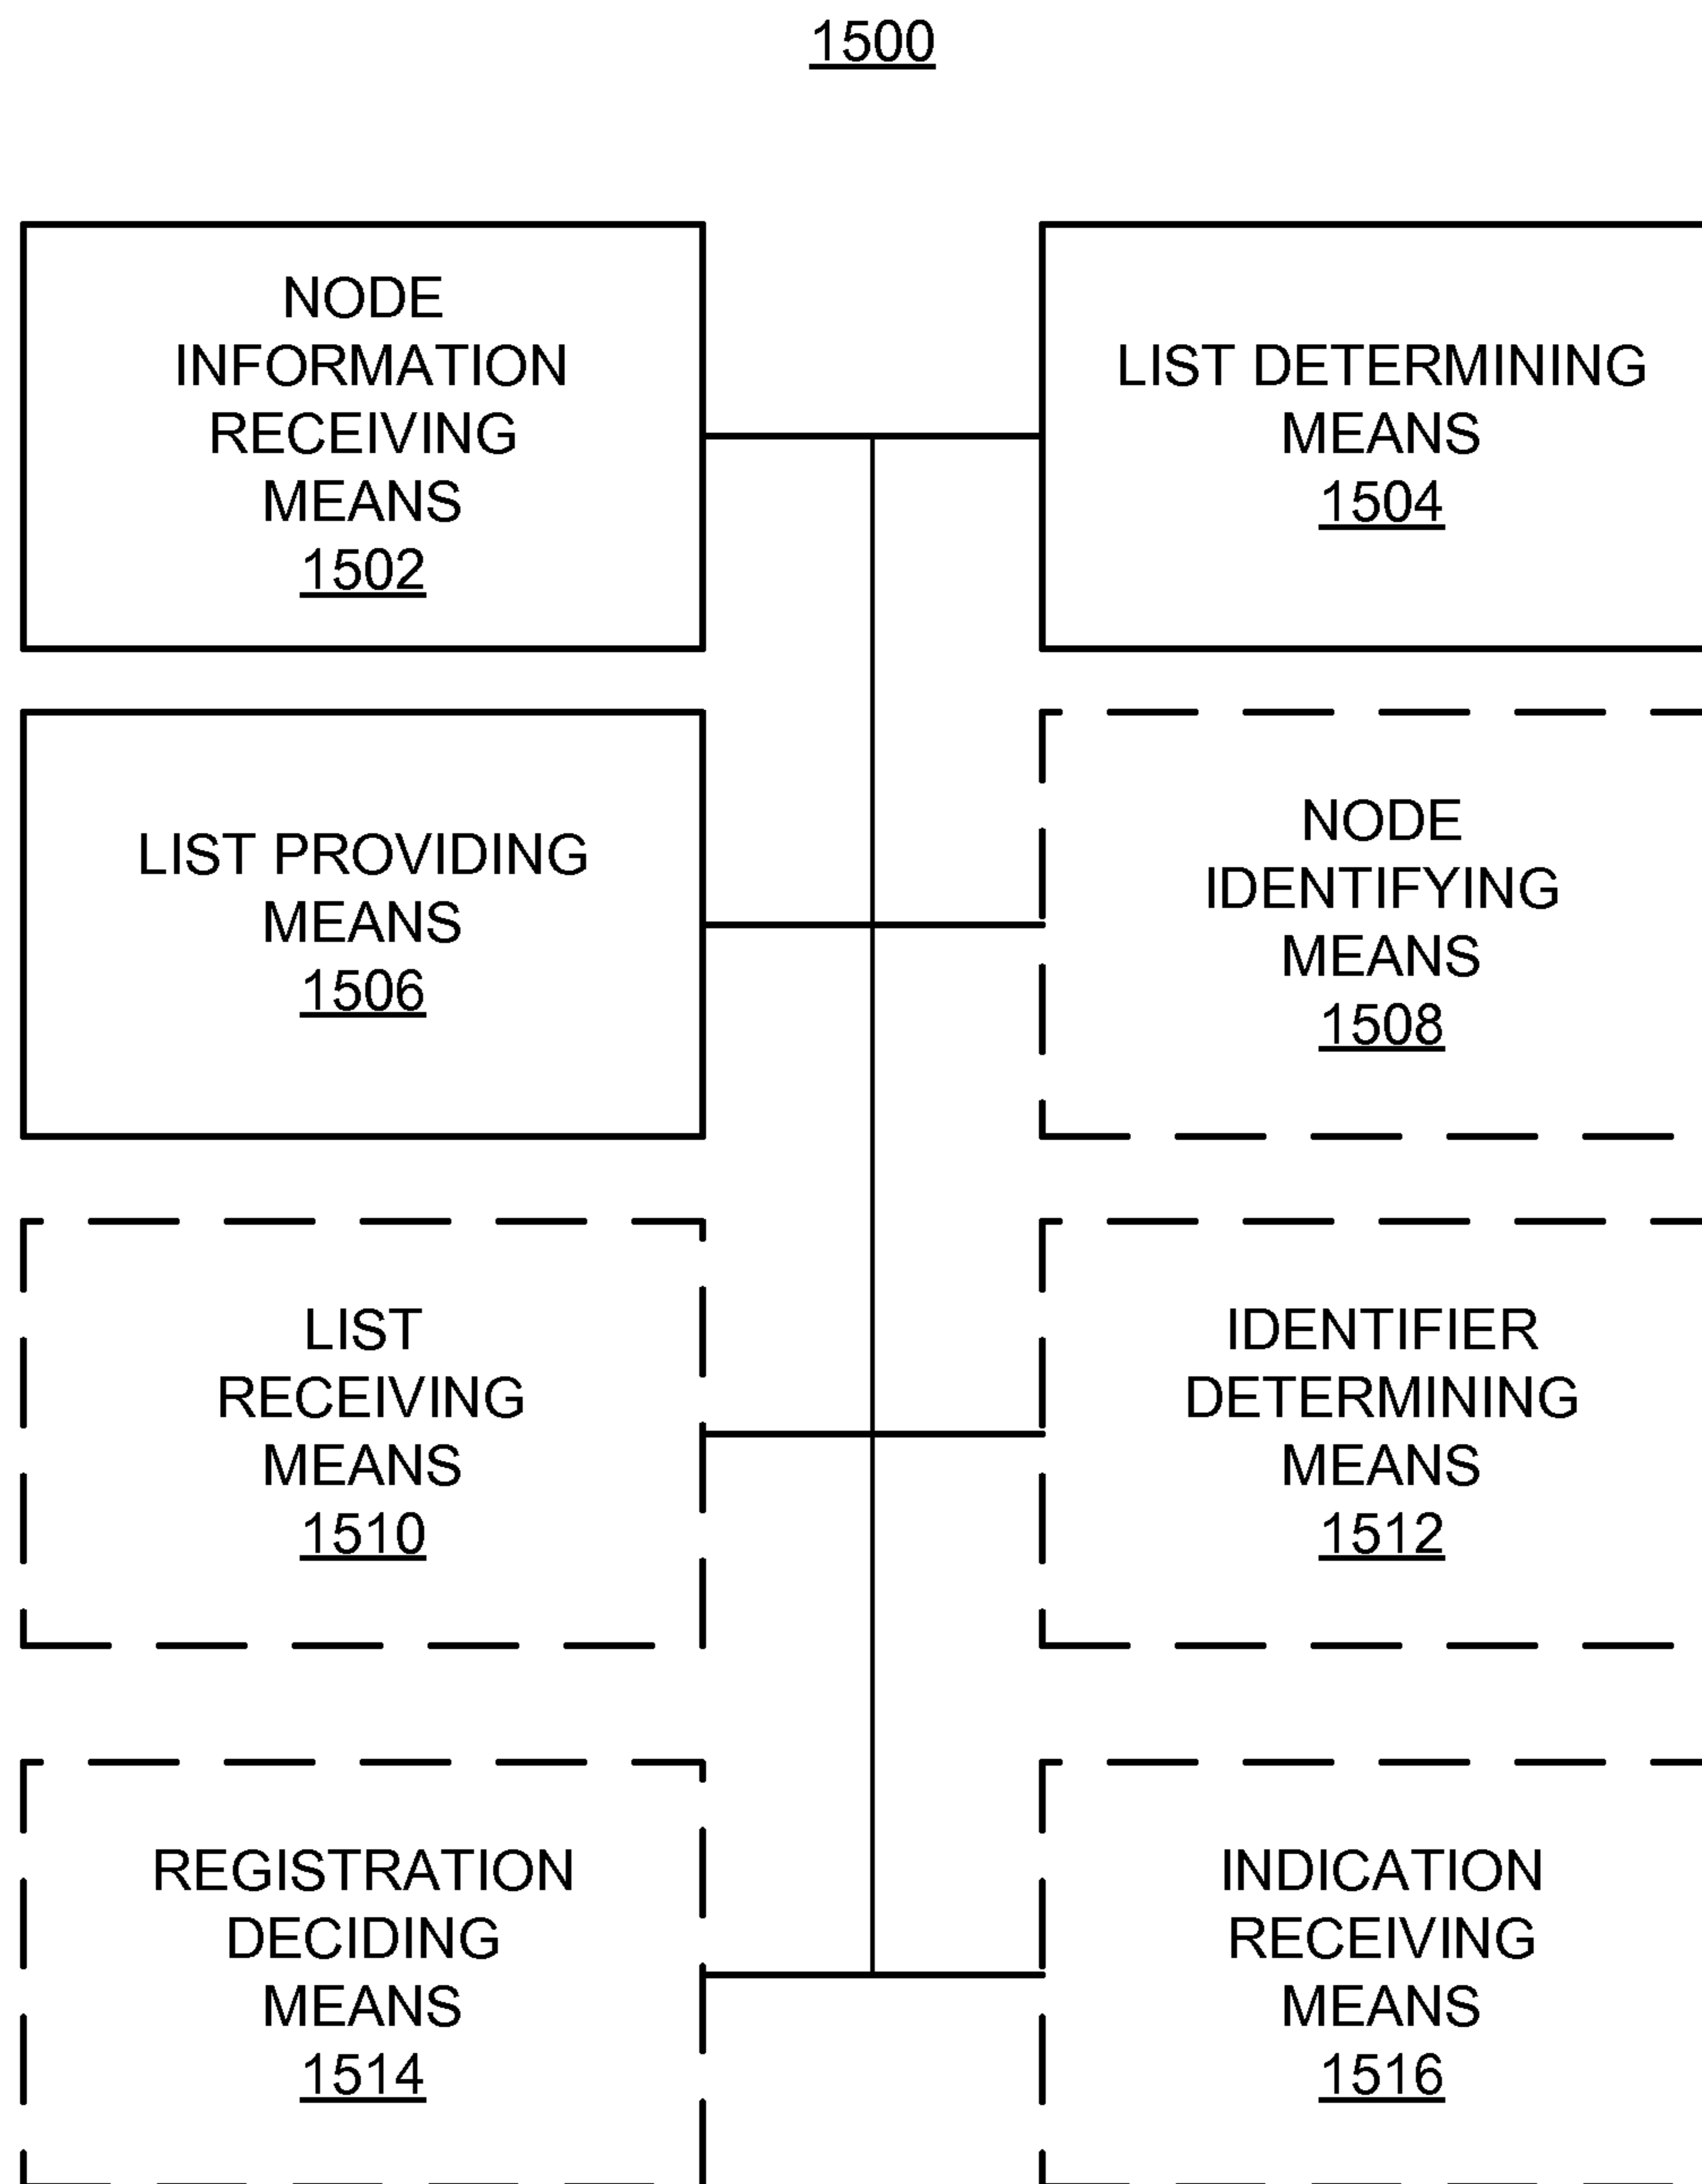 1500
NODE
INFORMATION
RECEIVING
MEANS
1502
LIST DETERMINING
MEANS
1504
LIST PROVIDING
MEANS
1506
NODE
IDENTIFYING
MEANS
1508
LIST
RECEIVING
MEANS
1510
IDENTIFIER
DETERMINING
MEANS
1512
REGISTRATION
DECIDING
MEANS
1514
INDICATION
RECEIVING
MEANS
1516